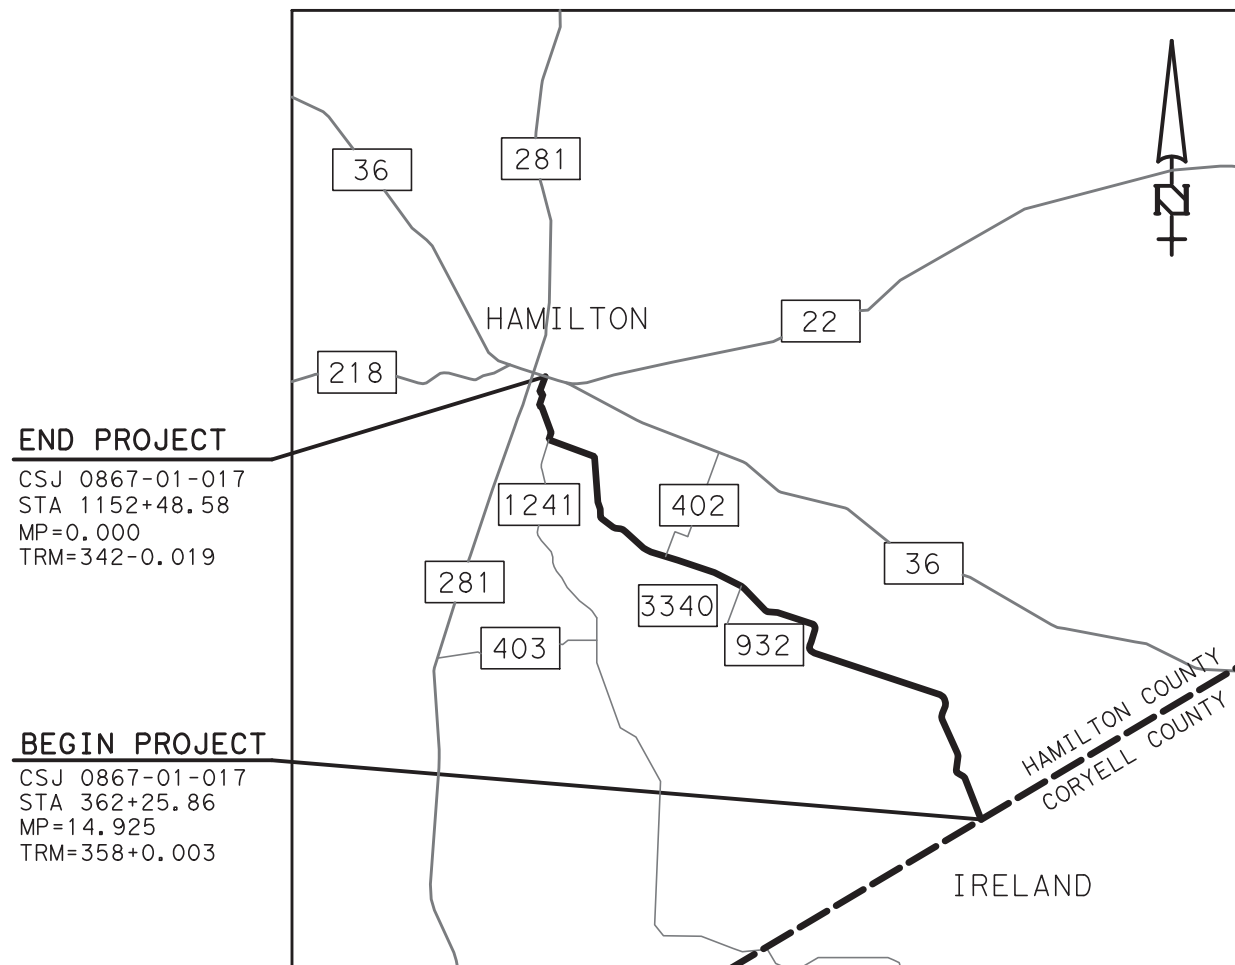 36
281
N
HAMILTON
22
218
END PROJECT
CSJ 0867-01-017
STA 1152+48.58
MP=0.000
TRM=342-0.019
1241
402
36
281
3340
403
932
HAMILTON COUNTY
CORYELL COUNTY
BEGIN PROJECT
CSJ 0867-01-017
STA 362+25.86
MP=14.925
TRM=358+0.003
IRELAND